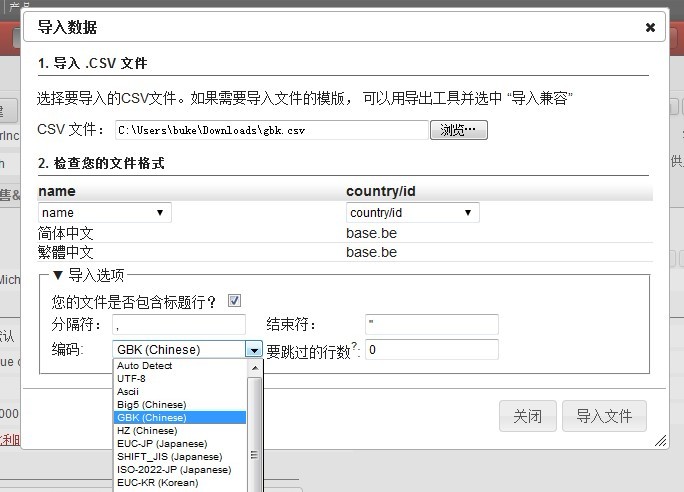 产品
导入数据
1. 导入 .CSV 文件
选择要导入的CSV文件。如果需要导入文件的模版， 可以用导出工具并选中 “导入兼容”
CSV 文件： C:\Users\buke\Downloads\gbk.csv 浏览…
2. 检查您的文件格式
name country/id
name country/id
简体中文 base.be
繁體中文 base.be
▼ 导入选项
您的文件是否包含标题行？
分隔符： , 结束符： "
编码: GBK (Chinese) 要跳过的行数?: 0
Auto Detect
UTF-8
Ascii
Big5 (Chinese)
GBK (Chinese)
HZ (Chinese)
EUC-JP (Japanese)
SHIFT_JIS (Japanese)
ISO-2022-JP (Japanese)
EUC-KR (Korean)
关闭 导入文件